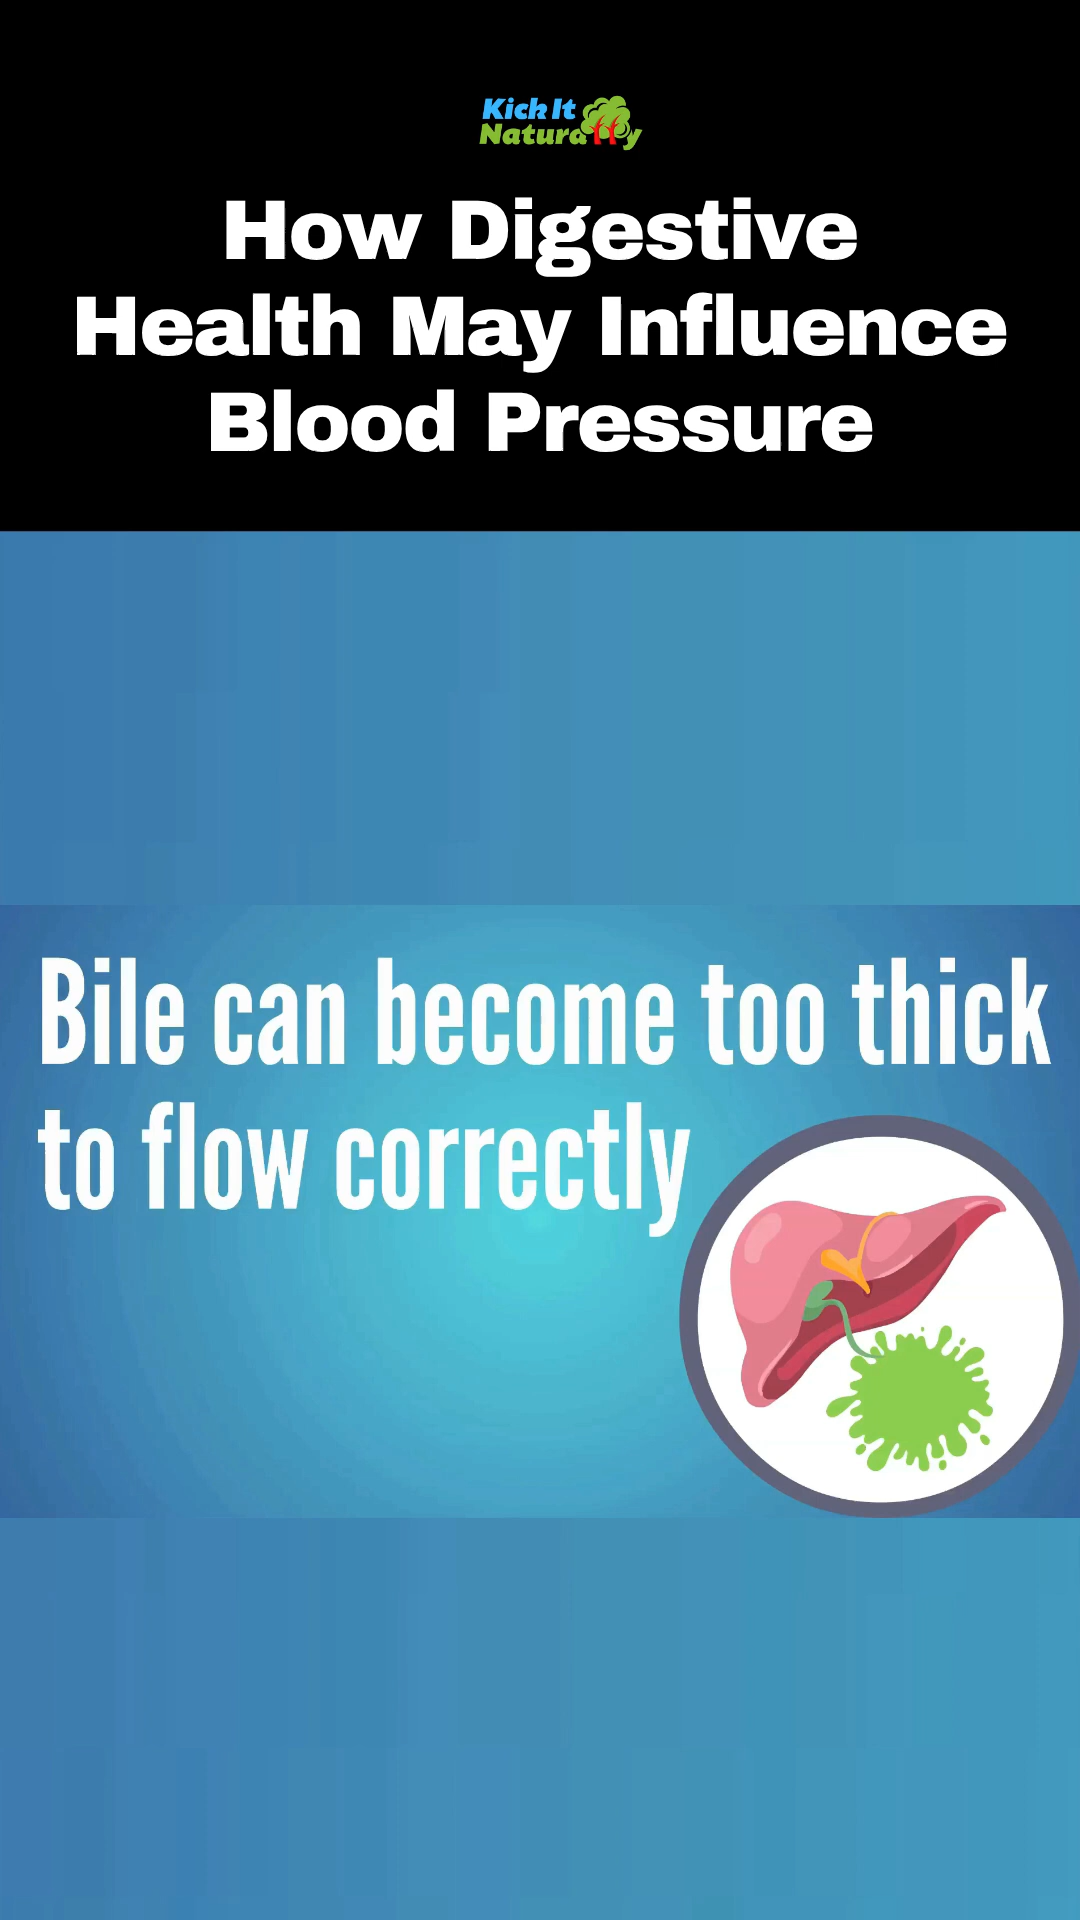 Kick It
Naturally
How Digestive
Health May Influence
Blood Pressure
Bile can become too thick
to flow correctly